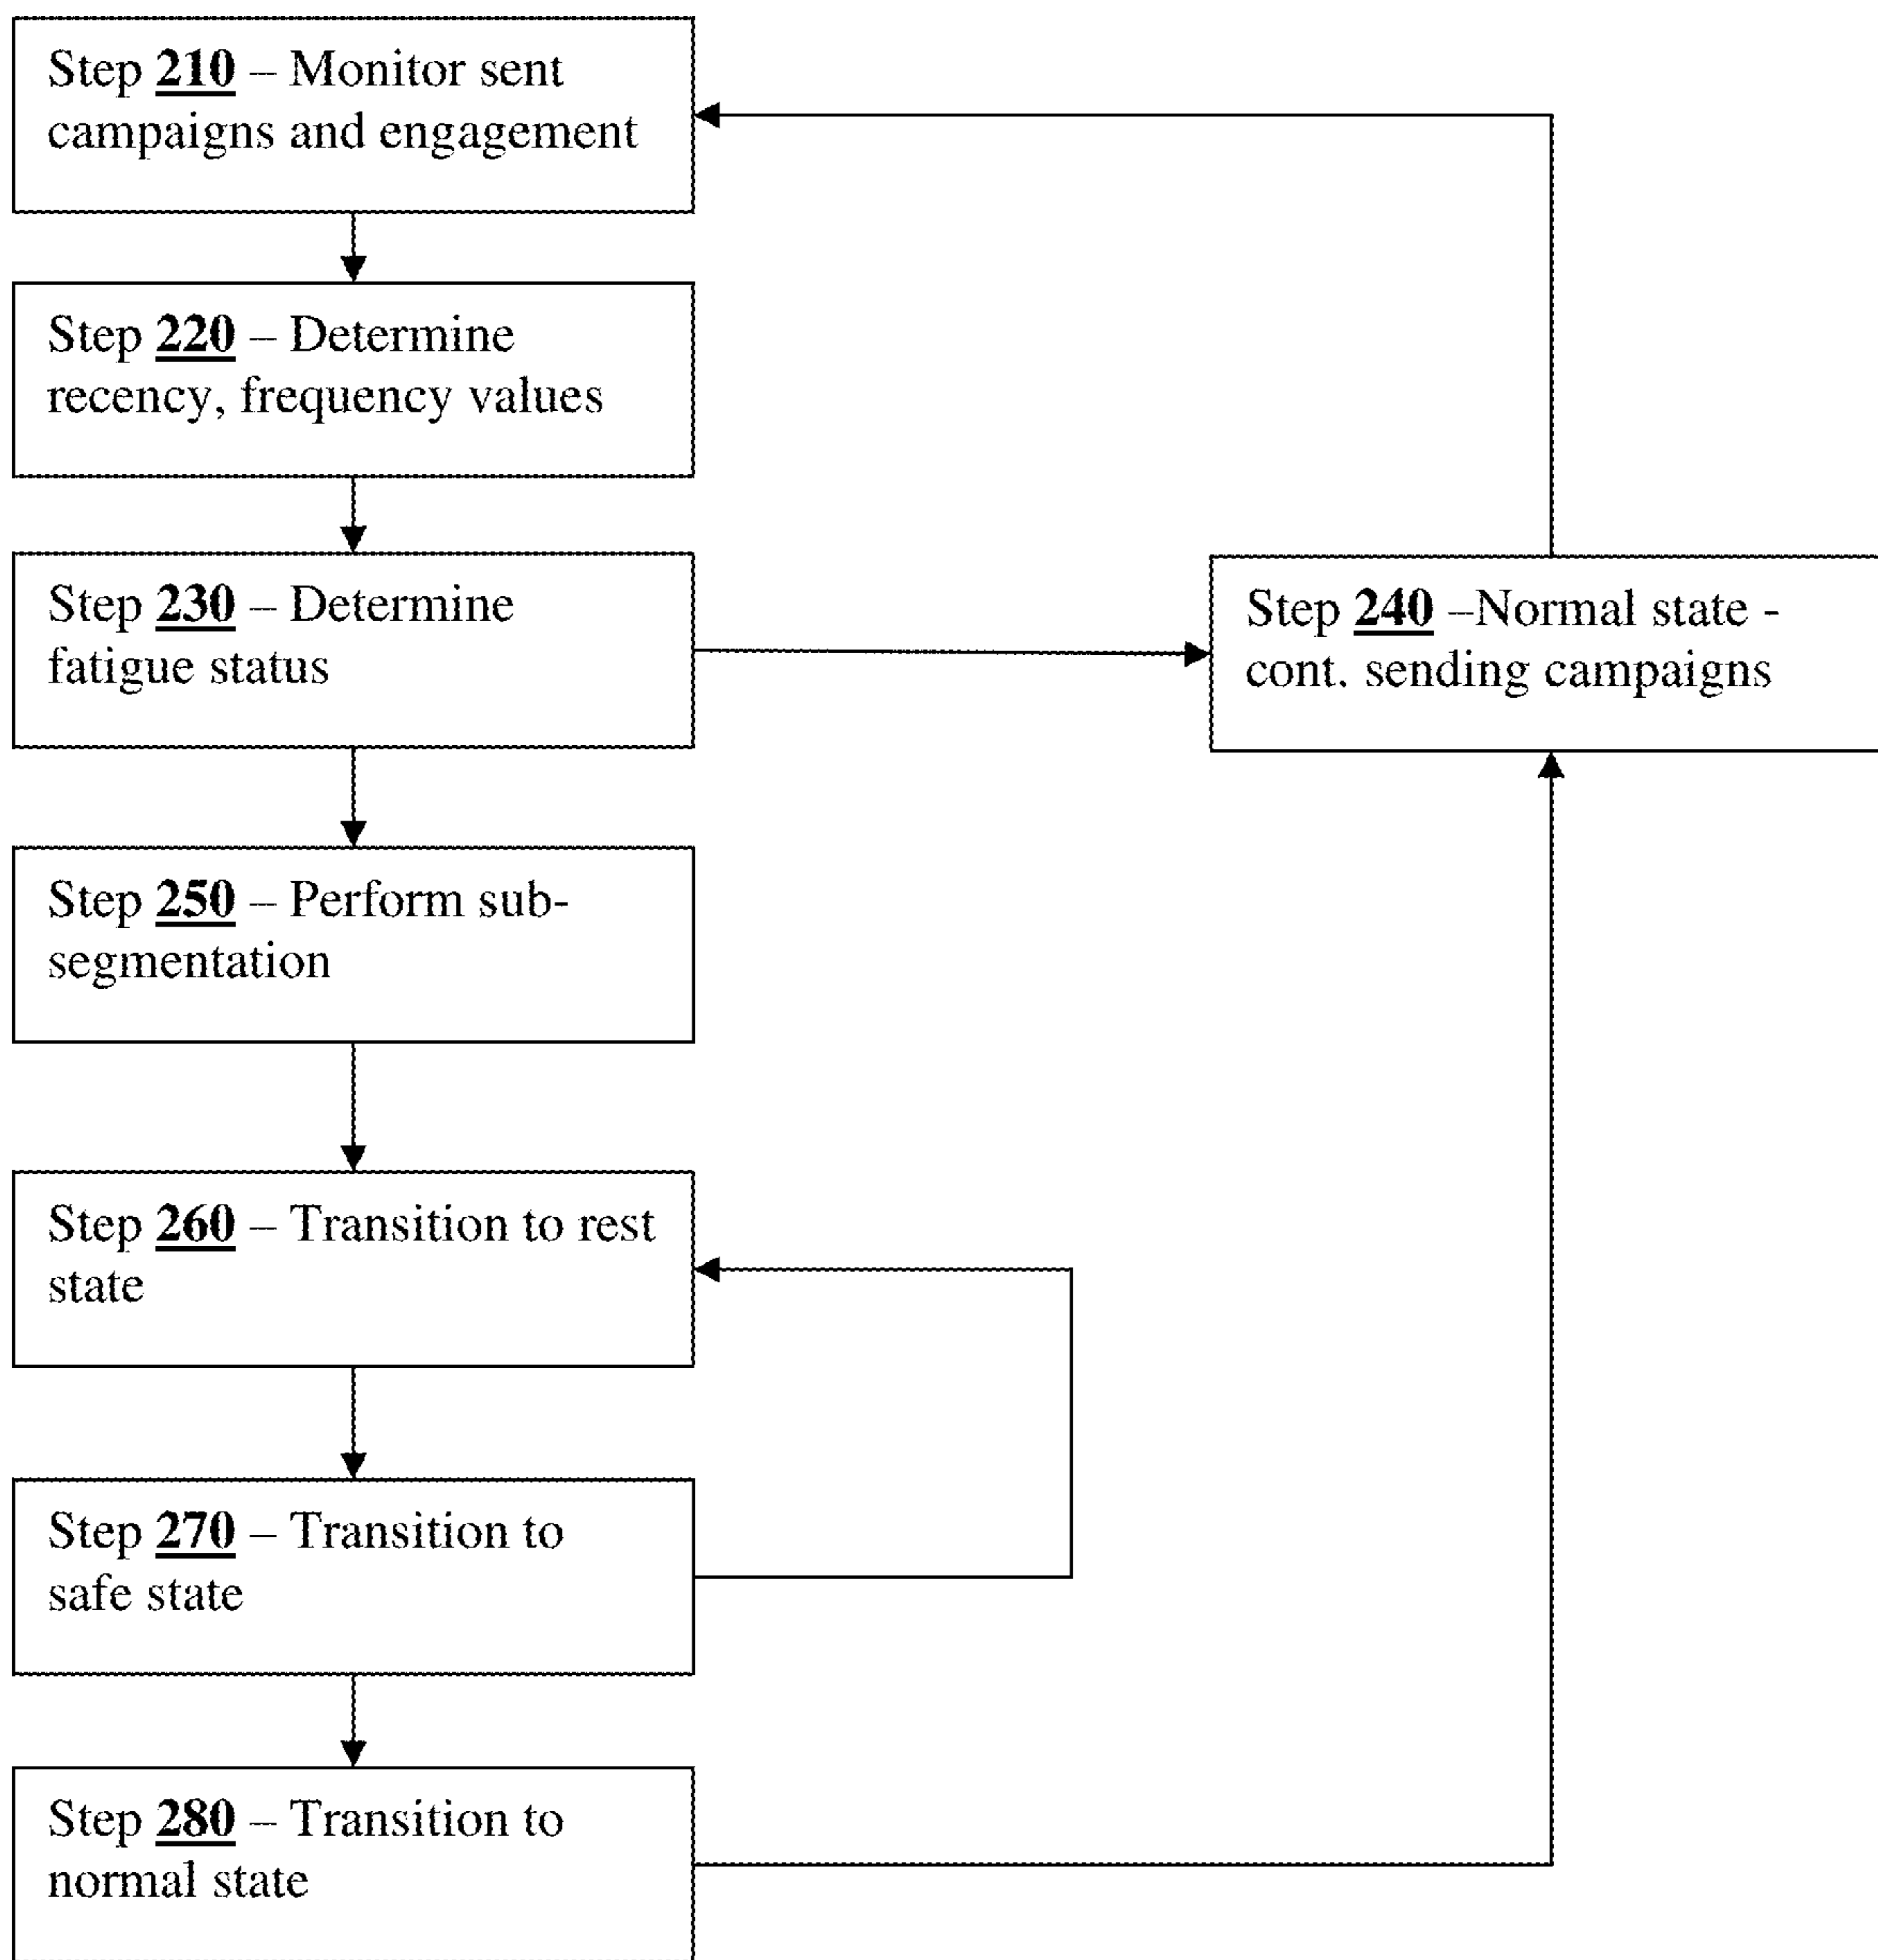 Step 210 – Monitor sent
campaigns and engagement
Step 220 – Determine
recency, frequency values
Step 230 – Determine
fatigue status
Step 240 –Normal state -
cont. sending campaigns
Step 250 – Perform sub-
segmentation
Step 260 – Transition to rest
state
Step 270 – Transition to
safe state
Step 280 – Transition to
normal state